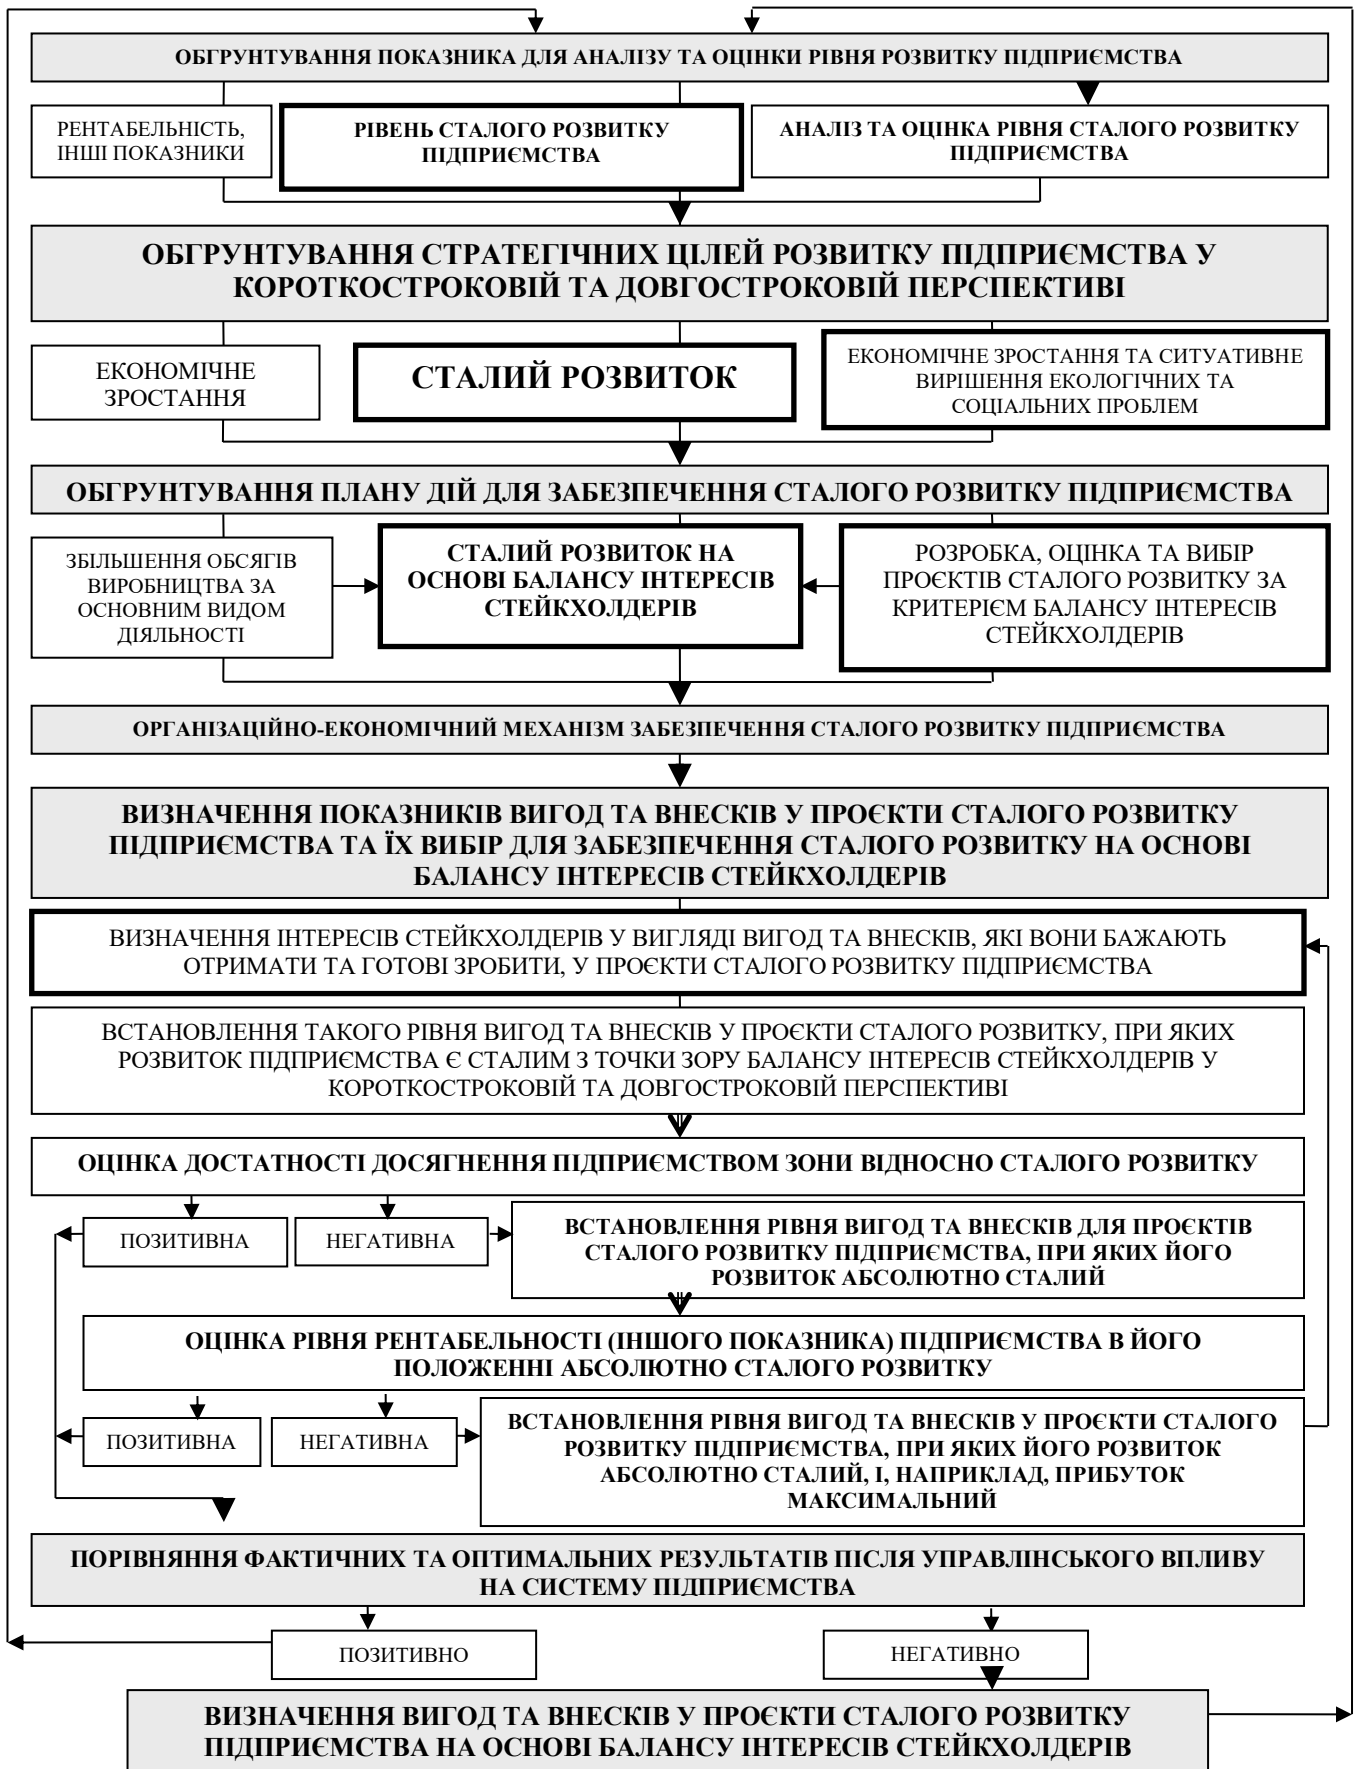 ОБГРУНТУВАННЯ ПОКАЗНИКА ДЛЯ АНАЛІЗУ ТА ОЦІНКИ РІВНЯ РОЗВИТКУ ПІДПРИЄМСТВА
РЕНТАБЕЛЬНІСТЬ,
ІНШІ ПОКАЗНИКИ
РІВЕНЬ СТАЛОГО РОЗВИТКУ
ПІДПРИЄМСТВА
АНАЛІЗ ТА ОЦІНКА РІВНЯ СТАЛОГО РОЗВИТКУ
ПІДПРИЄМСТВА
ОБГРУНТУВАННЯ СТРАТЕГІЧНИХ ЦІЛЕЙ РОЗВИТКУ ПІДПРИЄМСТВА У
КОРОТКОСТРОКОВІЙ ТА ДОВГОСТРОКОВІЙ ПЕРСПЕКТИВІ
ЕКОНОМІЧНЕ
ЗРОСТАННЯ
СТАЛИЙ РОЗВИТОК
ЕКОНОМІЧНЕ ЗРОСТАННЯ ТА СИТУАТИВНЕ
ВИРІШЕННЯ ЕКОЛОГІЧНИХ ТА
СОЦІАЛЬНИХ ПРОБЛЕМ
ОБГРУНТУВАННЯ ПЛАНУ ДІЙ ДЛЯ ЗАБЕЗПЕЧЕННЯ СТАЛОГО РОЗВИТКУ ПІДПРИЄМСТВА
ЗБІЛЬШЕННЯ ОБСЯГІВ
ВИРОБНИЦТВА ЗА
ОСНОВНИМ ВИДОМ
ДІЯЛЬНОСТІ
СТАЛИЙ РОЗВИТОК НА
ОСНОВІ БАЛАНСУ ІНТЕРЕСІВ
СТЕЙКХОЛДЕРІВ
РОЗРОБКА, ОЦІНКА ТА ВИБІР
ПРОЄКТІВ СТАЛОГО РОЗВИТКУ ЗА
КРИТЕРІЄМ БАЛАНСУ ІНТЕРЕСІВ
СТЕЙКХОЛДЕРІВ
ОРГАНІЗАЦІЙНО-ЕКОНОМІЧНИЙ МЕХАНІЗМ ЗАБЕЗПЕЧЕННЯ СТАЛОГО РОЗВИТКУ ПІДПРИЄМСТВА
ВИЗНАЧЕННЯ ПОКАЗНИКІВ ВИГОД ТА ВНЕСКІВ У ПРОЄКТИ СТАЛОГО РОЗВИТКУ
ПІДПРИЄМСТВА ТА ЇХ ВИБІР ДЛЯ ЗАБЕЗПЕЧЕННЯ СТАЛОГО РОЗВИТКУ НА ОСНОВІ
БАЛАНСУ ІНТЕРЕСІВ СТЕЙКХОЛДЕРІВ
ВИЗНАЧЕННЯ ІНТЕРЕСІВ СТЕЙКХОЛДЕРІВ У ВИГЛЯДІ ВИГОД ТА ВНЕСКІВ, ЯКІ ВОНИ БАЖАЮТЬ
ОТРИМАТИ ТА ГОТОВІ ЗРОБИТИ, У ПРОЄКТИ СТАЛОГО РОЗВИТКУ ПІДПРИЄМСТВА
ВСТАНОВЛЕННЯ ТАКОГО РІВНЯ ВИГОД ТА ВНЕСКІВ У ПРОЄКТИ СТАЛОГО РОЗВИТКУ, ПРИ ЯКИХ
РОЗВИТОК ПІДПРИЄМСТВА Є СТАЛИМ З ТОЧКИ ЗОРУ БАЛАНСУ ІНТЕРЕСІВ СТЕЙКХОЛДЕРІВ У
КОРОТКОСТРОКОВІЙ ТА ДОВГОСТРОКОВІЙ ПЕРСПЕКТИВІ
ОЦІНКА ДОСТАТНОСТІ ДОСЯГНЕННЯ ПІДПРИЄМСТВОМ ЗОНИ ВІДНОСНО СТАЛОГО РОЗВИТКУ
ПОЗИТИВНА
НЕГАТИВНА
ВСТАНОВЛЕННЯ РІВНЯ ВИГОД ТА ВНЕСКІВ ДЛЯ ПРОЄКТІВ
СТАЛОГО РОЗВИТКУ ПІДПРИЄМСТВА, ПРИ ЯКИХ ЙОГО
РОЗВИТОК АБСОЛЮТНО СТАЛИЙ
ОЦІНКА РІВНЯ РЕНТАБЕЛЬНОСТІ (ІНШОГО ПОКАЗНИКА) ПІДПРИЄМСТВА В ЙОГО
ПОЛОЖЕННІ АБСОЛЮТНО СТАЛОГО РОЗВИТКУ
ПОЗИТИВНА
НЕГАТИВНА
ВСТАНОВЛЕННЯ РІВНЯ ВИГОД ТА ВНЕСКІВ У ПРОЄКТИ СТАЛОГО
РОЗВИТКУ ПІДПРИЄМСТВА, ПРИ ЯКИХ ЙОГО РОЗВИТОК
АБСОЛЮТНО СТАЛИЙ, І, НАПРИКЛАД, ПРИБУТОК
МАКСИМАЛЬНИЙ
ПОРІВНЯННЯ ФАКТИЧНИХ ТА ОПТИМАЛЬНИХ РЕЗУЛЬТАТІВ ПІСЛЯ УПРАВЛІНСЬКОГО ВПЛИВУ
НА СИСТЕМУ ПІДПРИЄМСТВА
ПОЗИТИВНО
НЕГАТИВНО
ВИЗНАЧЕННЯ ВИГОД ТА ВНЕСКІВ У ПРОЄКТИ СТАЛОГО РОЗВИТКУ
ПІДПРИЄМСТВА НА ОСНОВІ БАЛАНСУ ІНТЕРЕСІВ СТЕЙКХОЛДЕРІВ